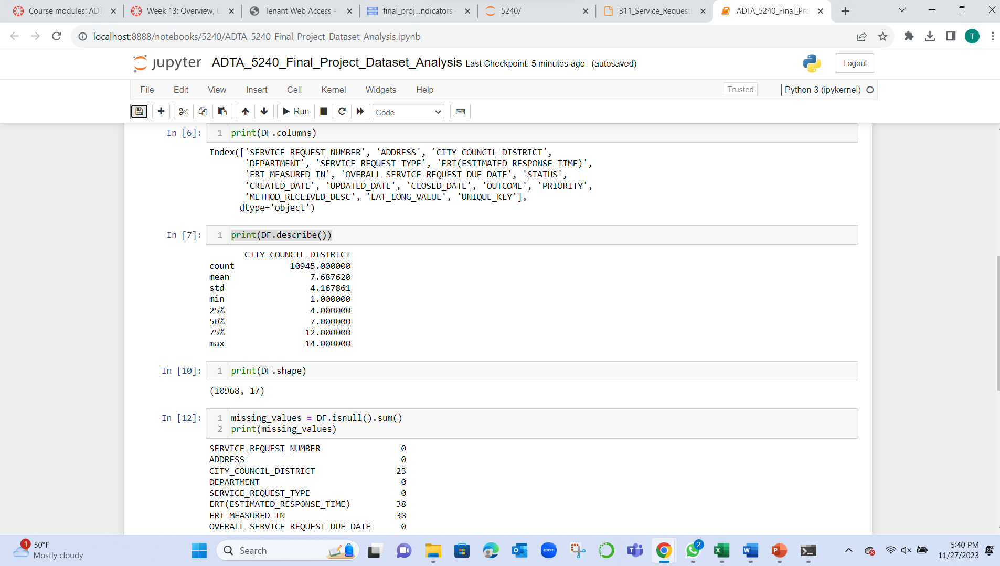 Course modules: ADT
Week 13: Overview, C
Tenant Web Access -
final_proj...ndicators -
5240/
311_Service_Request
ADTA_5240_Final_Pro
localhost:8888/notebooks/5240/ADTA_5240_Final_Project_Dataset_Analysis.ipynb
T
jupyter ADTA_5240_Final_Project_Dataset_Analysis Last Checkpoint: 5 minutes ago (autosaved)
Logout
File Edit View Insert Cell Kernel Widgets Help
Trusted
Python 3 (ipykernel)
Run
Code
In [6]: 1 print(DF.columns)
Index(['SERVICE_REQUEST_NUMBER', 'ADDRESS', 'CITY_COUNCIL_DISTRICT',
'DEPARTMENT', 'SERVICE_REQUEST_TYPE', 'ERT(ESTIMATED_RESPONSE_TIME)',
'ERT_MEASURED_IN', 'OVERALL_SERVICE_REQUEST_DUE_DATE', 'STATUS',
'CREATED_DATE', 'UPDATED_DATE', 'CLOSED_DATE', 'OUTCOME', 'PRIORITY',
'METHOD_RECEIVED_DESC', 'LAT_LONG_VALUE', 'UNIQUE_KEY'],
dtype='object')
In [7]: 1 print(DF.describe())
CITY_COUNCIL_DISTRICT
count 10945.000000
mean 7.687620
std 4.167861
min 1.000000
25% 4.000000
50% 7.000000
75% 12.000000
max 14.000000
In [10]: 1 print(DF.shape)
(10968, 17)
In [12]: 1 missing_values = DF.isnull().sum()
2 print(missing_values)
SERVICE_REQUEST_NUMBER 0
ADDRESS 0
CITY_COUNCIL_DISTRICT 23
DEPARTMENT 0
SERVICE_REQUEST_TYPE 0
ERT(ESTIMATED_RESPONSE_TIME) 38
ERT_MEASURED_IN 38
OVERALL_SERVICE_REQUEST_DUE_DATE 0
1
50°F
Mostly cloudy
Search
zoom
2
5:40 PM
11/27/2023